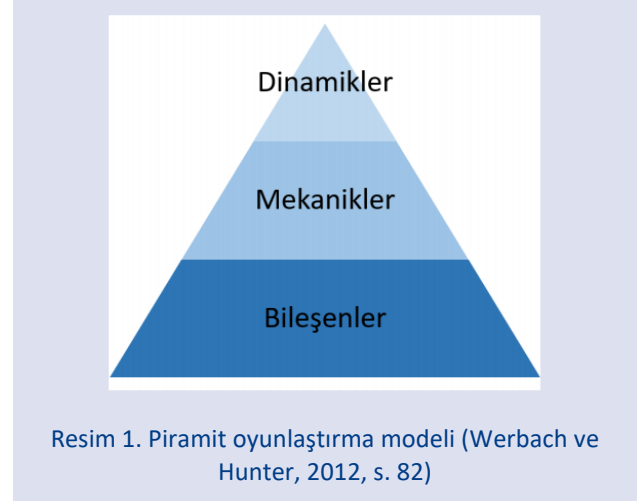 Dinamikler
Mekanikler
Bileşenler
Resim 1. Piramit oyunlaştırma modeli (Werbach ve
Hunter, 2012, s. 82)